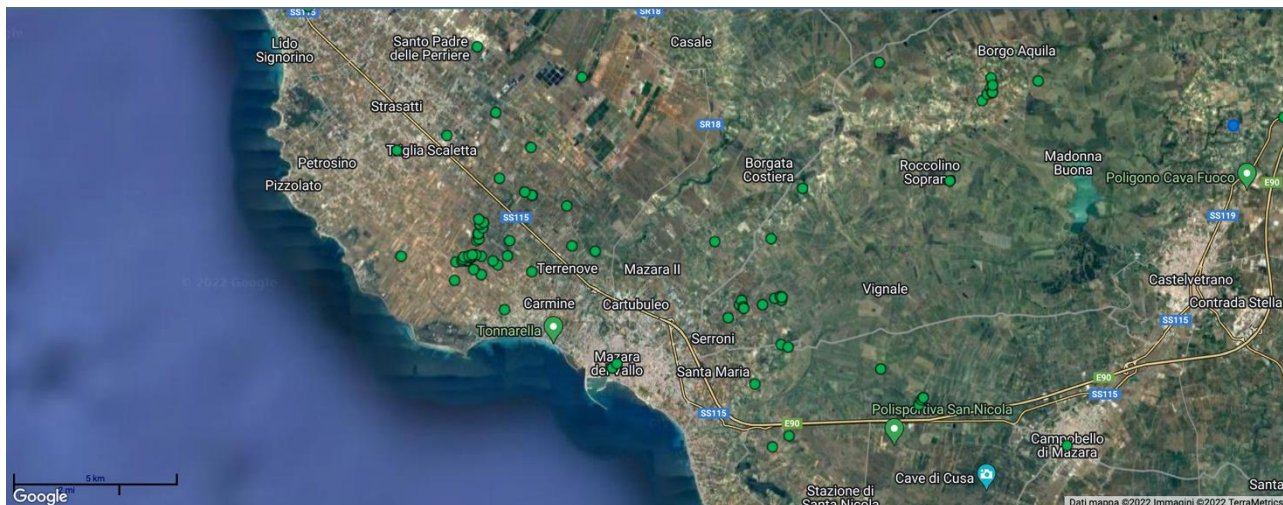 SS115
SR18
Lido
Signorino
Santo Padre
delle Perriere
Casale
Borgo Aquila
Strasatti
SR18
Petrosino
Pizzolato
Borgata
Costiera
Roccolino
Madonna
Buona
Poligono Cava Fuoco
E90
SS119
SS115
Terrenove
Mazara II
© 2022 Google
Vignale
Castelvetrano
Contrada Stella
Carmine
Cartubuleo
Tonnarella
Serroni
SS115
Mazara
del Vallo
Santa Maria
E90
SS115
SS115
E90
Polisportiva San Nicola
Campobello
di Mazara
Cave di Cusa
Stazione di
Santa Nicola
Santa
5 km
2 mi
Google
Dati mappa ©2022 Immagini ©2022 TerraMetrics